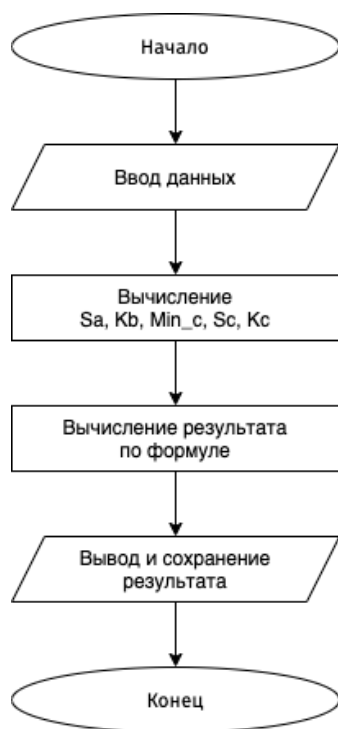 Начало
Ввод данных
Вычисление
Sa, Kb, Min_c, Sc, Kc
Вычисление результата
по формуле
Вывод и сохранение
результата
Конец